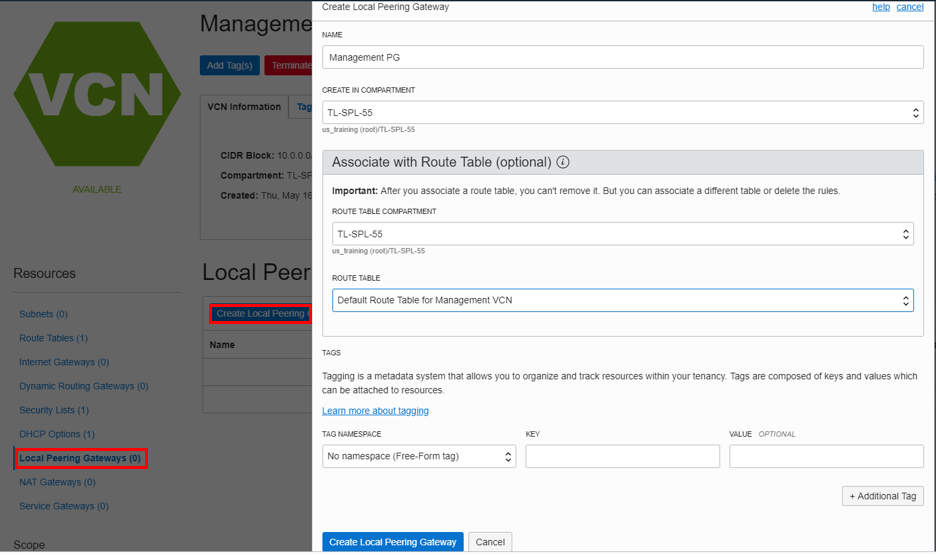 VCN
AVAILABLE
Resources
Subnets (0)
Route Tables (1)
Internet Gateways (0)
Dynamic Routing Gateways (0)
Security Lists (1)
DHCP Options (1)
Local Peering Gateways (0)
NAT Gateways (0)
Service Gateways (0)
Scope
Manageme
Add Tag(s)
Terminate
VCN Information
Tag
CIDR Block: 10.0.0.0
Compartment: TL-SP
Created: Thu, May 16
Local Peer
Create Local Peering
Name
Create Local Peering Gateway
help
cancel
NAME
Management PG
CREATE IN COMPARTMENT
TL-SPL-55
us_training (root)/TL-SPL-55
Associate with Route Table (optional)
Important: After you associate a route table, you can't remove it. But you can associate a different table or delete the rules.
ROUTE TABLE COMPARTMENT
TL-SPL-55
us_training (root)/TL-SPL-55
ROUTE TABLE
Default Route Table for Management VCN
TAGS
Tagging is a metadata system that allows you to organize and track resources within your tenancy. Tags are composed of keys and values which
can be attached to resources.
Learn more about tagging
TAG NAMESPACE
KEY
VALUE OPTIONAL
No namespace (Free-Form tag)
+ Additional Tag
Create Local Peering Gateway
Cancel